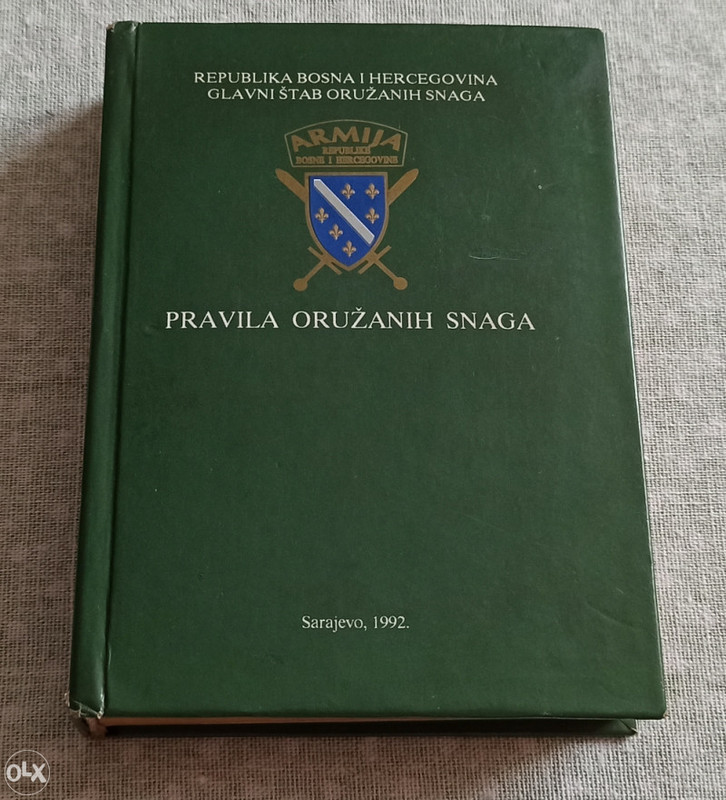 REPUBLIKA BOSNA I HERCEGOVINA
GLAVNI ŠTAB ORUŽANIH SNAGA
ARMIJA
REPUBLIKE
BOSNE I HERCEGOVINE
PRAVILA ORUŽANIH SNAGA
Sarajevo, 1992.
OLX